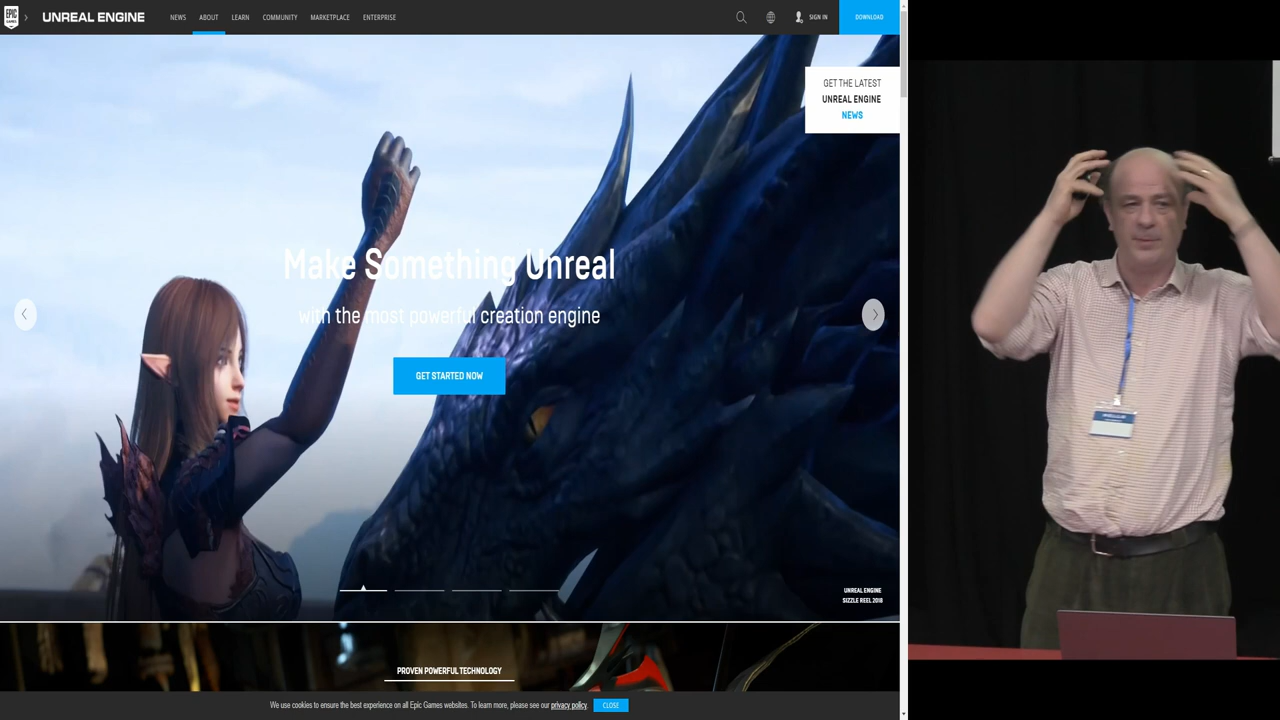 EPIC
GAMES
UNREAL ENGINE
NEWS
ABOUT
LEARN
COMMUNITY
MARKETPLACE
ENTERPRISE
SIGN IN
DOWNLOAD
GET THE LATEST
UNREAL ENGINE
NEWS
Make Something Unreal
with the most powerful creation engine
GET STARTED NOW
UNREAL ENGINE
SIZZLE REEL 2018
PROVEN POWERFUL TECHNOLOGY
We use cookies to ensure the best experience on all Epic Games websites. To learn more, please see our privacy policy.
CLOSE